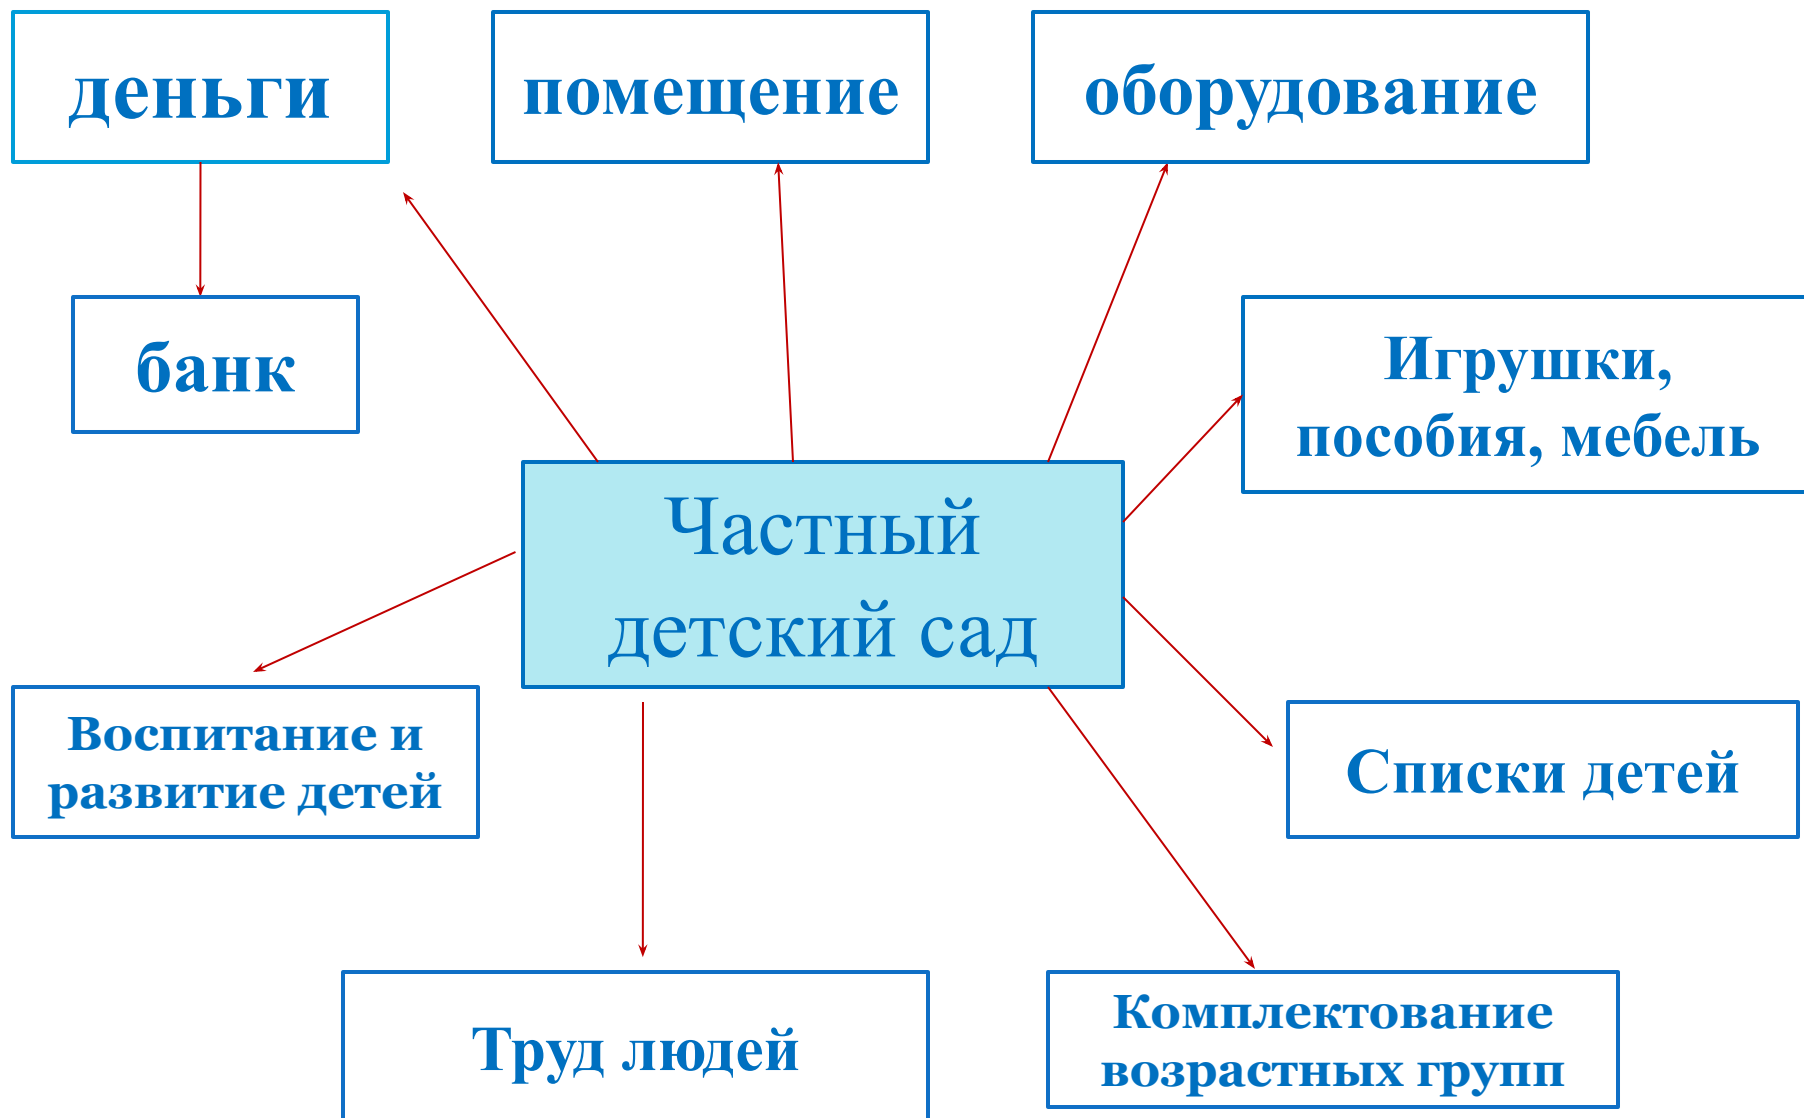 деньги
помещение
оборудование
банк
Игрушки,
пособия, мебель
Частный
детский сад
Воспитание и
развитие детей
Списки детей
Труд людей
Комплектование
возрастных групп